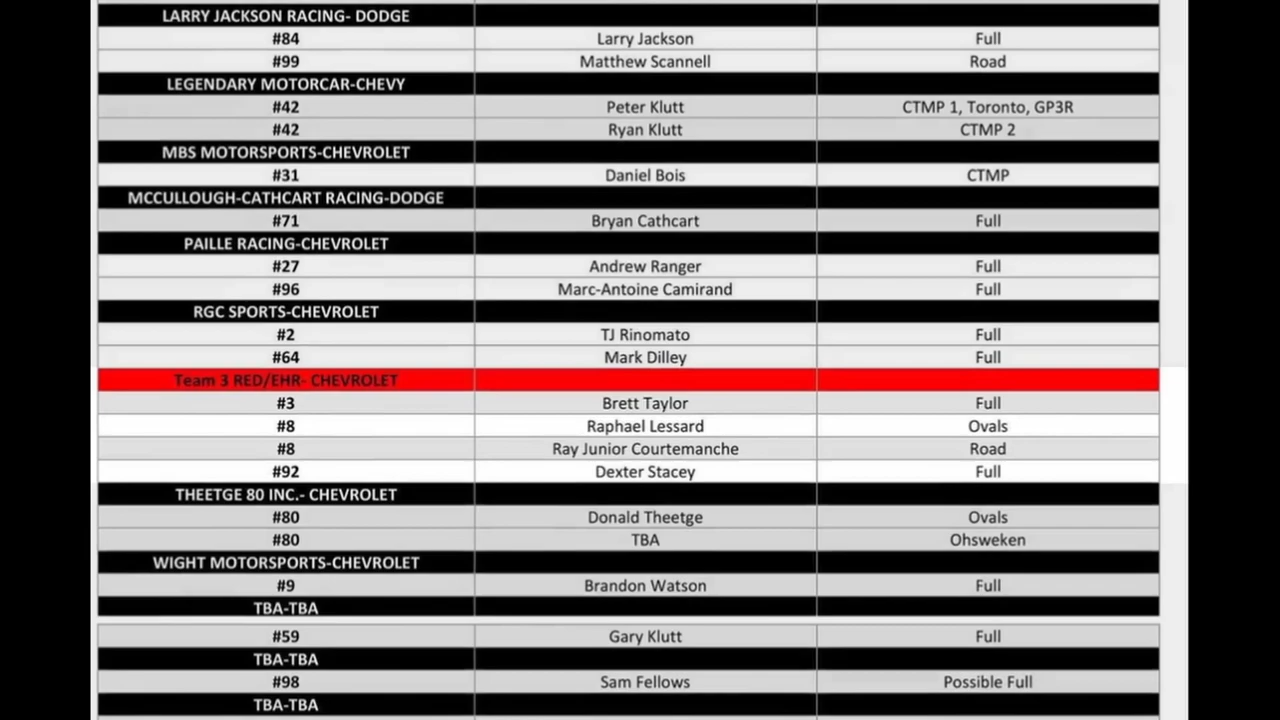 LARRY JACKSON RACING- DODGE
#84 Larry Jackson Full
#99 Matthew Scannell Road
LEGENDARY MOTORCAR-CHEVY
#42 Peter Klutt CTMP 1, Toronto, GP3R
#42 Ryan Klutt CTMP 2
MBS MOTORSPORTS-CHEVROLET
#31 Daniel Bois CTMP
MCCULLOUGH-CATHCART RACING-DODGE
#71 Bryan Cathcart Full
PAILLE RACING-CHEVROLET
#27 Andrew Ranger Full
#96 Marc-Antoine Camirand Full
RGC SPORTS-CHEVROLET
#2 TJ Rinomato Full
#64 Mark Dilley Full
Team 3 RED/EHR- CHEVROLET
#3 Brett Taylor Full
#8 Raphael Lessard Ovals
#8 Ray Junior Courtemanche Road
#92 Dexter Stacey Full
THEETGE 80 INC.- CHEVROLET
#80 Donald Theetge Ovals
#80 TBA Ohsweken
WIGHT MOTORSPORTS-CHEVROLET
#9 Brandon Watson Full
TBA-TBA
#59 Gary Klutt Full
TBA-TBA
#98 Sam Fellows Possible Full
TBA-TBA